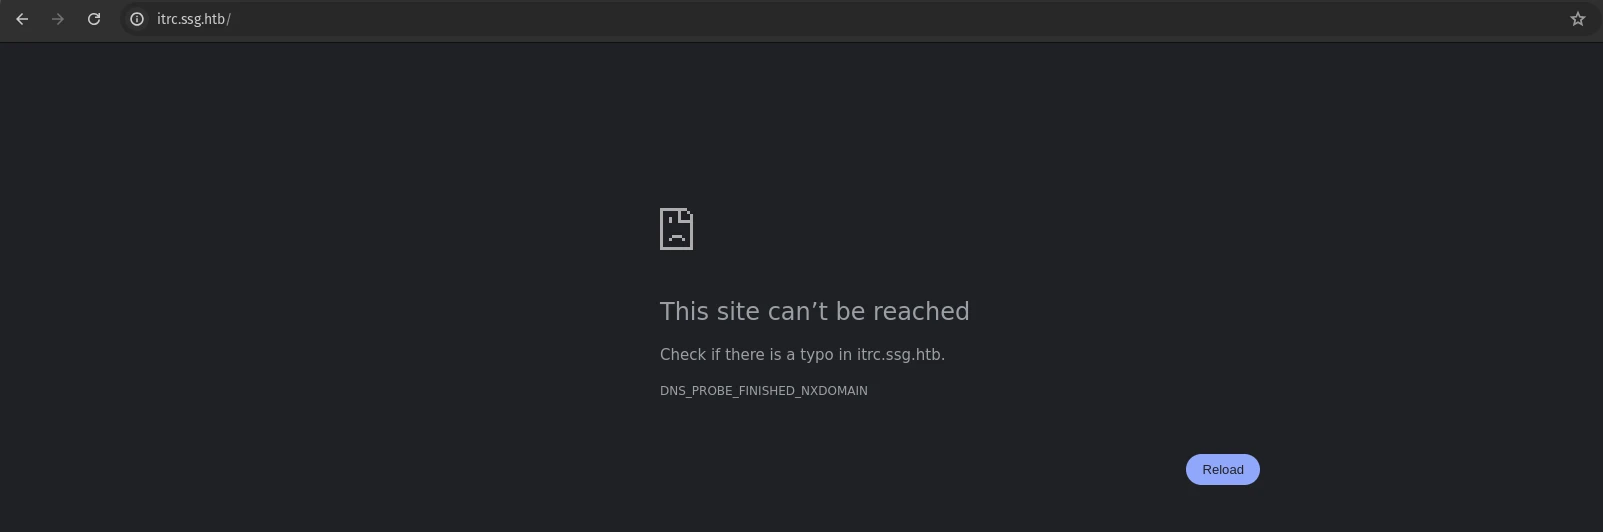 itrc.ssg.htb/
This site can’t be reached
Check if there is a typo in itrc.ssg.htb.
DNS_PROBE_FINISHED_NXDOMAIN
Reload